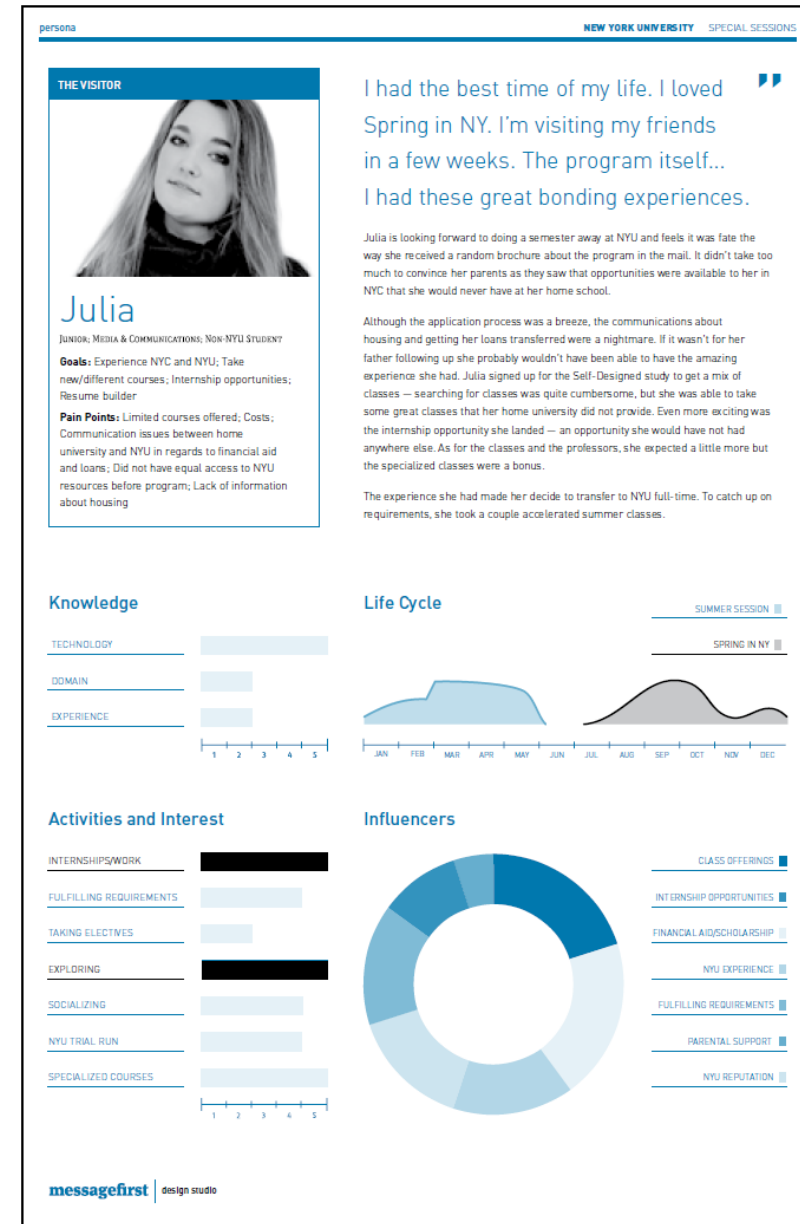 persona
NEW YORK UNIVERSITY SPECIAL SESSIONS
THE VISITOR
Julia
Junior; Media & Communications; Non-NYU Student
Goals: Experience NYC and NYU; Take
new/different courses; Internship opportunities;
Resume builder
Pain Points: Limited courses offered; Costs;
Communication issues between home
university and NYU in regards to financial aid
and loans; Did not have equal access to NYU
resources before program; Lack of information
about housing
I had the best time of my life. I loved ”
Spring in NY. I’m visiting my friends
in a few weeks. The program itself...
I had these great bonding experiences.
Julia is looking forward to doing a semester away at NYU and feels it was fate the
way she received a random brochure about the program in the mail. It didn’t take too
much to convince her parents as they saw that opportunities were available to her in
NYC that she would never have at her home school.
Although the application process was a breeze, the communications about
housing and getting her loans transferred were a nightmare. If it wasn’t for her
father following up she probably wouldn’t have been able to have the amazing
experience she had. Julia signed up for the Self-Designed study to get a mix of
classes — searching for classes was quite cumbersome, but she was able to take
some great classes that her home university did not provide. Even more exciting was
the internship opportunity she landed — an opportunity she would have not had
anywhere else. As for the classes and the professors, she expected a little more but
the specialized classes were a bonus.
The experience she had made her decide to transfer to NYU full-time. To catch up on
requirements, she took a couple accelerated summer classes.
Knowledge
TECHNOLOGY
DOMAIN
EXPERIENCE
1 2 3 4 5
Life Cycle
SUMMER SESSION
SPRING IN NY
JAN FEB MAR APR MAY JUN JUL AUG SEP OCT NOV DEC
Activities and Interest
INTERNSHIPS/WORK
FULFILLING REQUIREMENTS
TAKING ELECTIVES
EXPLORING
SOCIALIZING
NYU TRIAL RUN
SPECIALIZED COURSES
1 2 3 4 5
Influencers
CLASS OFFERINGS
INTERNSHIP OPPORTUNITIES
FINANCIAL AID/SCHOLARSHIP
NYU EXPERIENCE
FULFILLING REQUIREMENTS
PARENTAL SUPPORT
NYU REPUTATION
messagefirst design studio